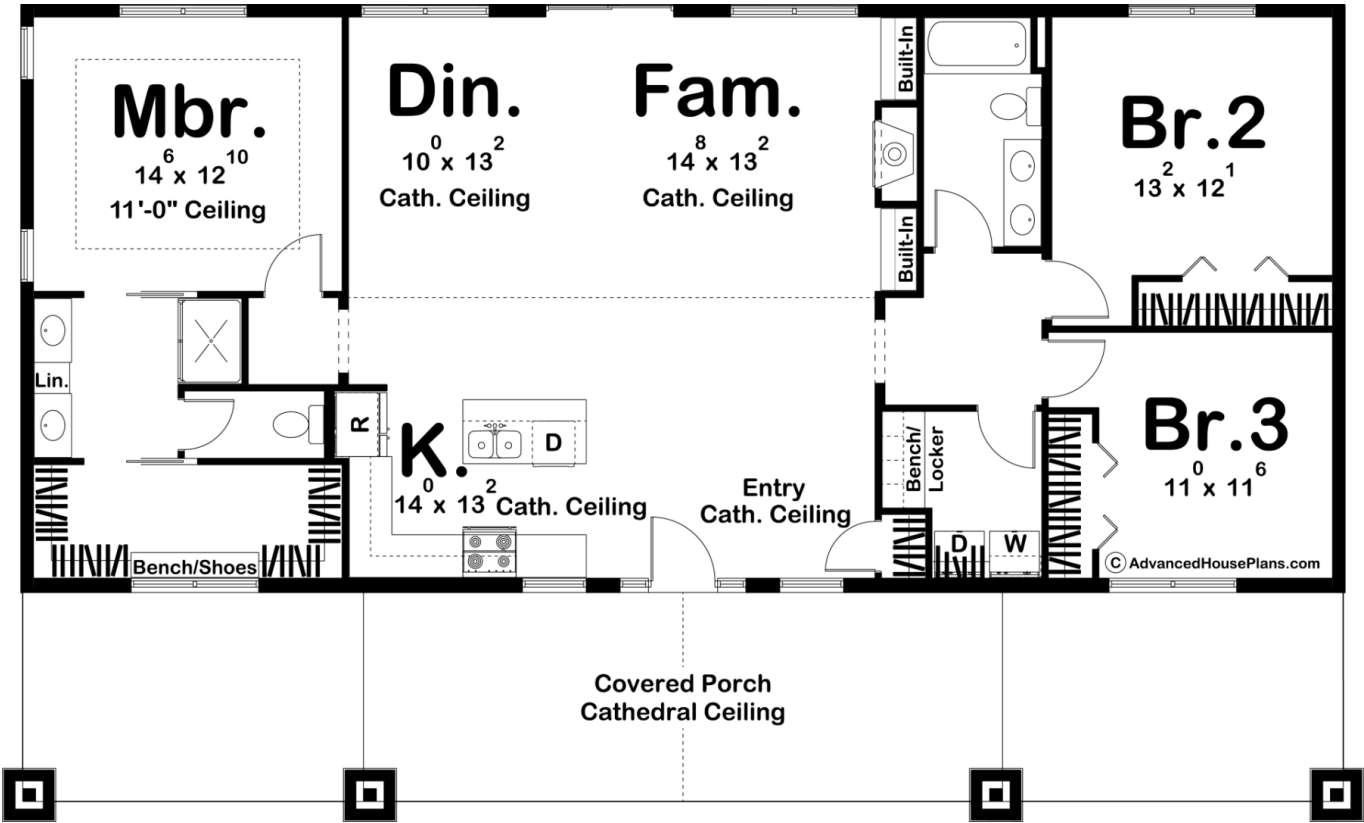 Mbr.
14⁶ x 12¹⁰
11'-0" Ceiling
Din.
10⁰ x 13²
Cath. Ceiling
Fam.
14⁸ x 13²
Cath. Ceiling
Built-In
Built-In
Br.2
13² x 12¹
Lin.
R
K.
14⁰ x 13²
Cath. Ceiling
D
Entry
Cath. Ceiling
Bench/
Locker
D
W
Br.3
11⁰ x 11⁶
Bench/Shoes
© AdvancedHousePlans.com
Covered Porch
Cathedral Ceiling